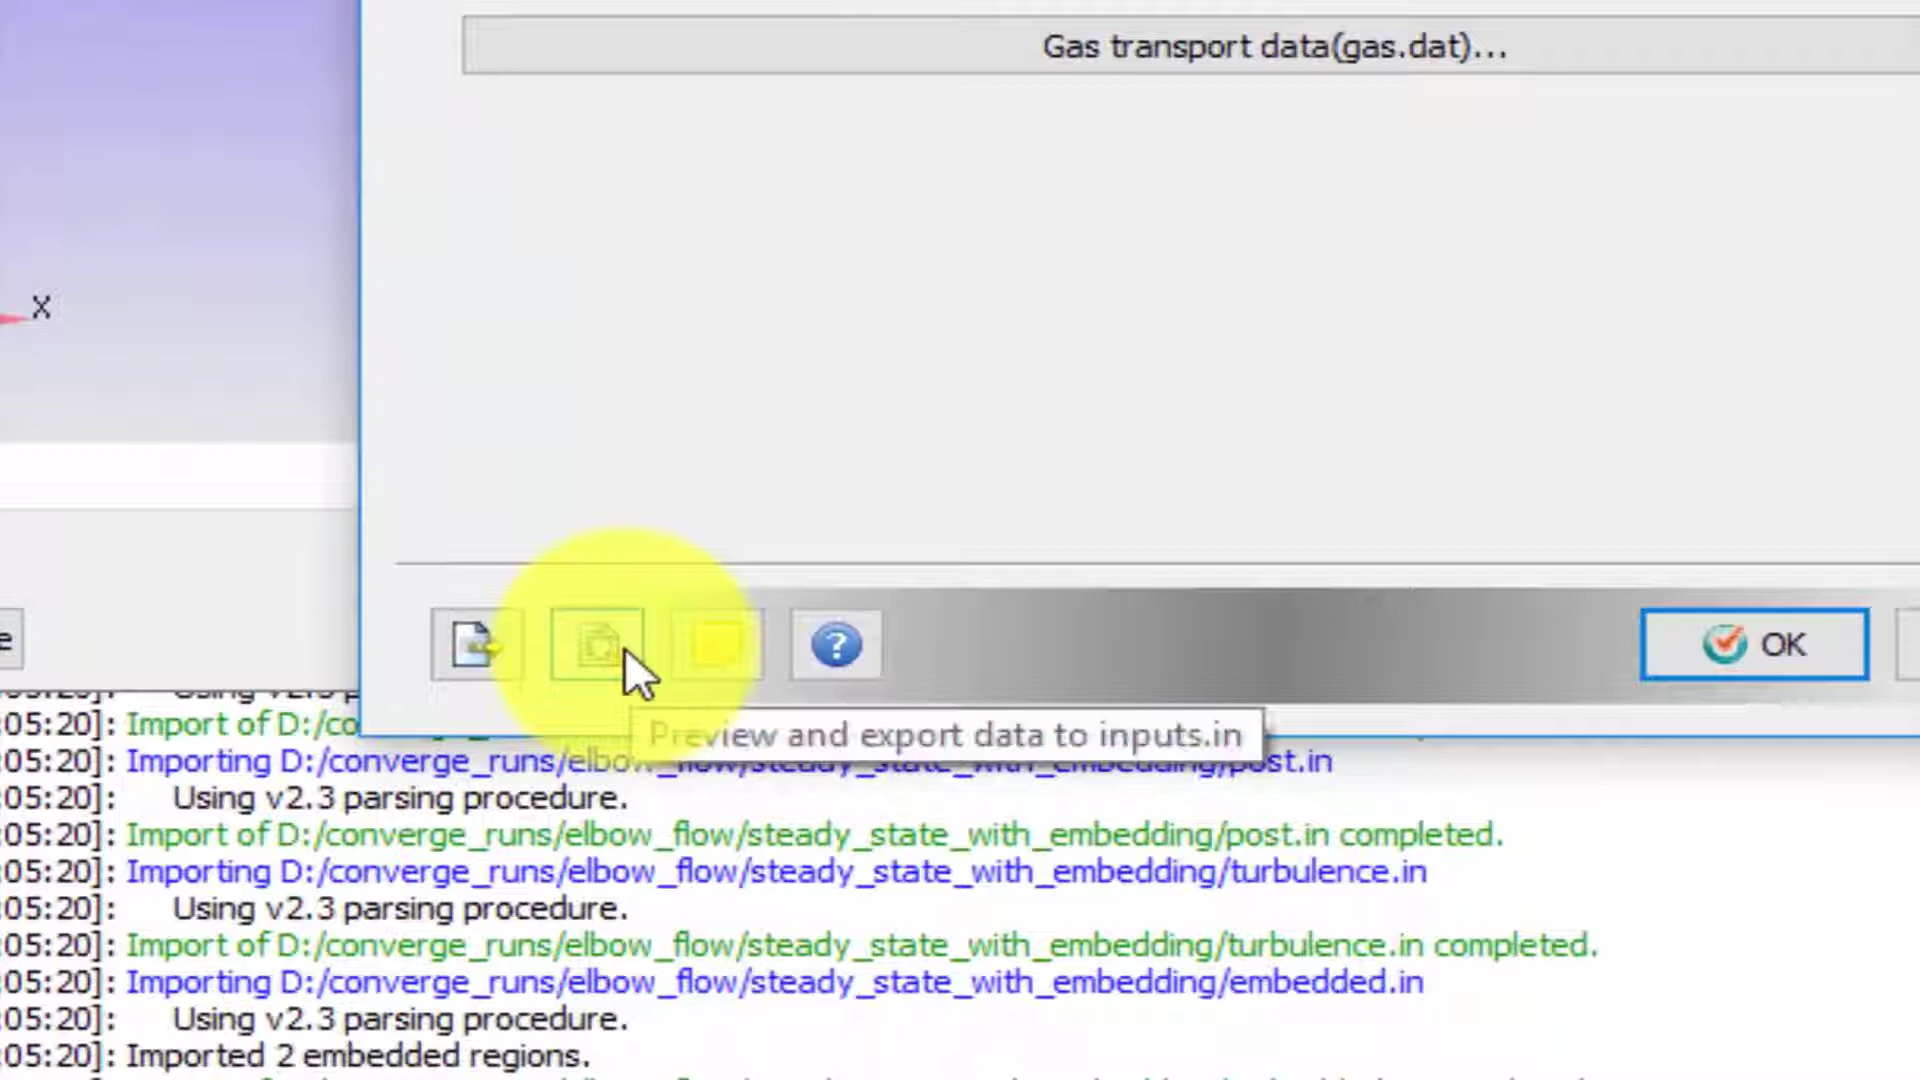 Gas transport data(gas.dat)...
X
e
OK
Preview and export data to inputs.in
:05:20]: Import of D:/co
:05:20]: Importing D:/converge_runs/elbow_flow/steady_state_with_embedding/post.in
:05:20]: Using v2.3 parsing procedure.
:05:20]: Import of D:/converge_runs/elbow_flow/steady_state_with_embedding/post.in completed.
:05:20]: Importing D:/converge_runs/elbow_flow/steady_state_with_embedding/turbulence.in
:05:20]: Using v2.3 parsing procedure.
:05:20]: Import of D:/converge_runs/elbow_flow/steady_state_with_embedding/turbulence.in completed.
:05:20]: Importing D:/converge_runs/elbow_flow/steady_state_with_embedding/embedded.in
:05:20]: Using v2.3 parsing procedure.
:05:20]: Imported 2 embedded regions.